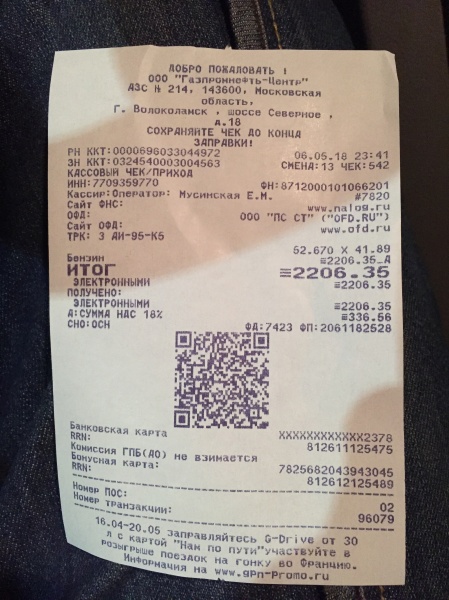 ДОБРО ПОЖАЛОВАТЬ !
ООО "Газпромнефть-Центр"
АЗС N 214, 143600, Московская
область,
Г. Волоколамск , шоссе Северное ,
д.18
СОХРАНЯЙТЕ ЧЕК ДО КОНЦА
ЗАПРАВКИ!
РН ККТ:0000696033044972 06.05.18 23:41
ЗН ККТ:0324540003004563 СМЕНА:13 ЧЕК:542
КАССОВЫЙ ЧЕК/ПРИХОД
ИНН:7709359770 ФН:8712000101066201
Кассир:Оператор: Мусинская Е.М. #7820
Сайт ФНС: www.nalog.ru
ОФД: ООО "ПС СТ" ("OFD.RU")
Сайт ОФД: www.ofd.ru
ТРК: 3 АИ-95-К5
52.670 X 41.89
Бензин ≡2206.35_А
ИТОГ ≡2206.35
ЭЛЕКТРОННЫМИ ≡2206.35
ПОЛУЧЕНО:
ЭЛЕКТРОННЫМИ ≡2206.35
А:СУММА НДС 18% ≡336.56
СНО:ОСН ФД:7423 ФП:2061182528
Банковская карта XXXXXXXXXXXX2378
RRN: 812611125475
Комиссия ГПБ(АО) не взимается
Бонусная карта: 7825682043943045
RRN: 812612125489
Номер ПОС: 02
Номер транзакции: 96079
16.04-20.05 заправляйтесь G-Drive от 30
л с картой "Нам по пути"участвуйте в
розыгрыше поездок на гонку во Францию.
Информация на www.gpn-promo.ru